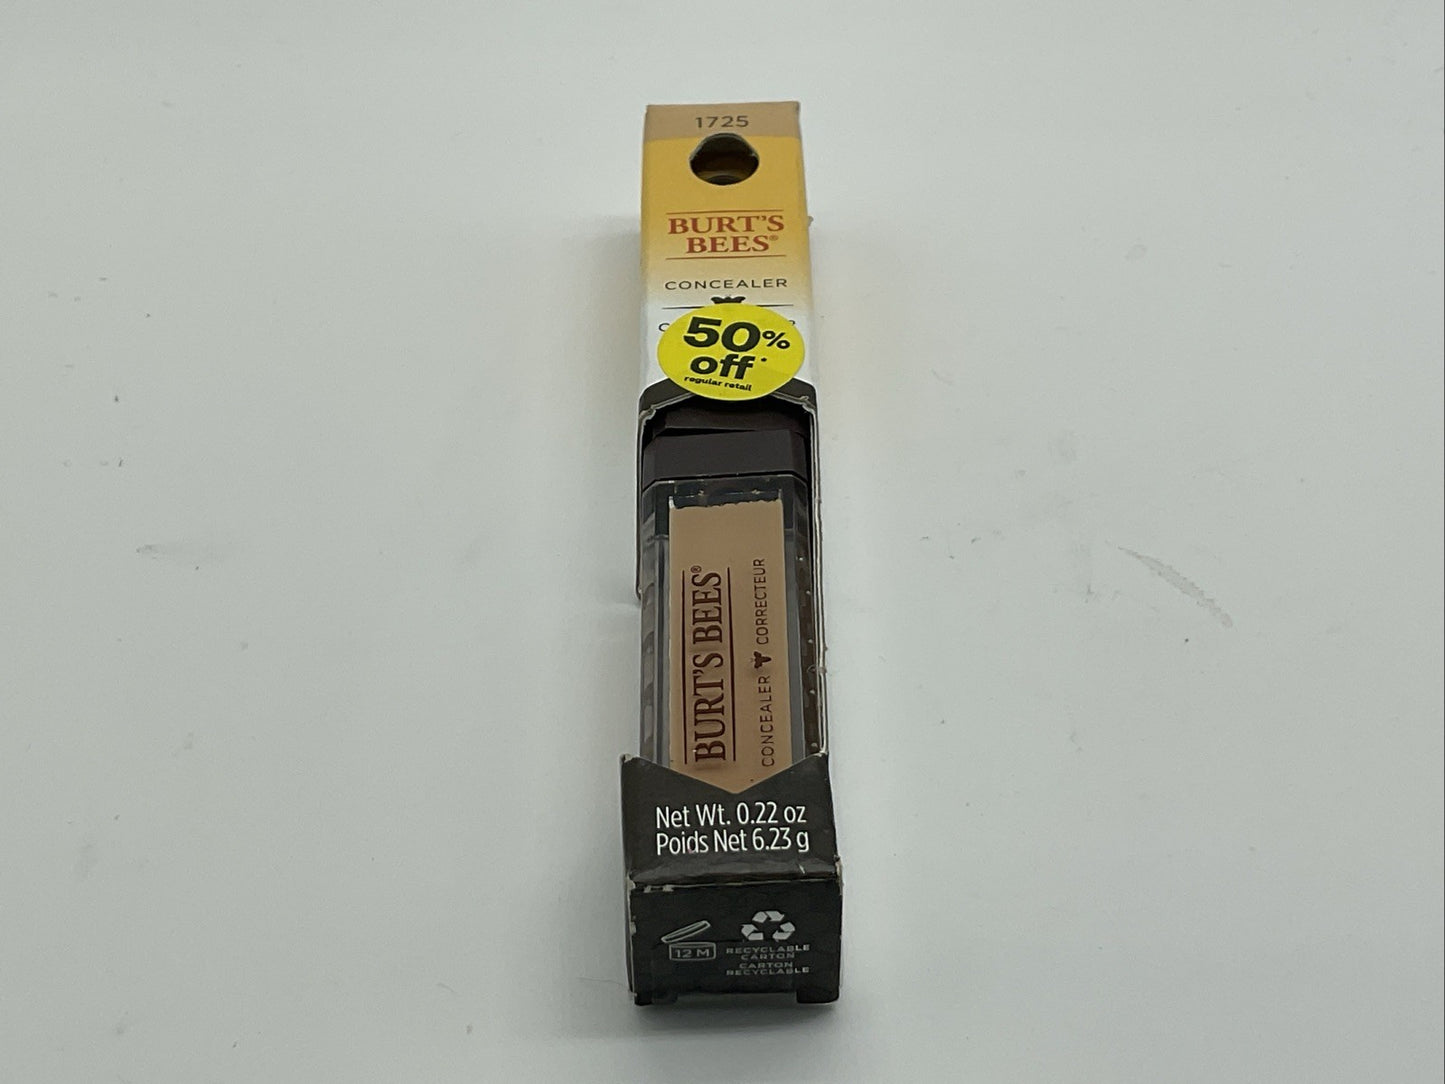 1725
BURT'S
BEES®
CONCEALER
50%
off*
regular retail
BURT'S BEES®
CONCEALER CORRECTEUR
Net Wt. 0.22 oz
Poids Net 6.23 g
12 M
RECYCLABLE
CARTON
CARTON
RECYCLABLE